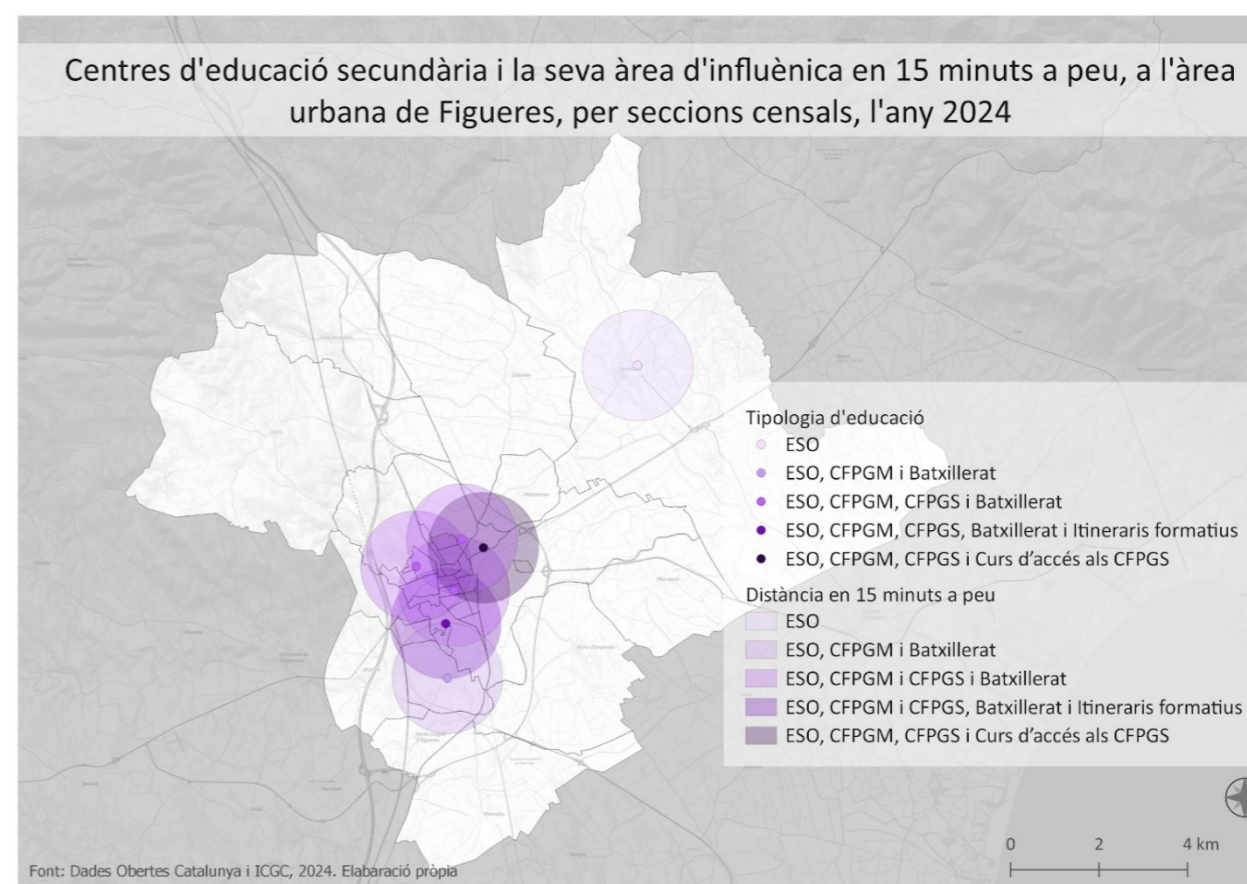 Centres d'educació secundària i la seva àrea d'influènica en 15 minuts a peu, a l'àrea
urbana de Figueres, per seccions censals, l'any 2024
Tipologia d'educació
ESO
ESO, CFPGM i Batxillerat
ESO, CFPGM, CFPGS i Batxillerat
ESO, CFPGM, CFPGS, Batxillerat i Itineraris formatius
ESO, CFPGM, CFPGS i Curs d’accés als CFPGS
Distància en 15 minuts a peu
ESO
ESO, CFPGM i Batxillerat
ESO, CFPGM i CFPGS i Batxillerat
ESO, CFPGM i CFPGS, Batxillerat i Itineraris formatius
ESO, CFPGM, CFPGS i Curs d’accés als CFPGS
0 2 4 km
Font: Dades Obertes Catalunya i ICGC, 2024. Elabaració pròpia